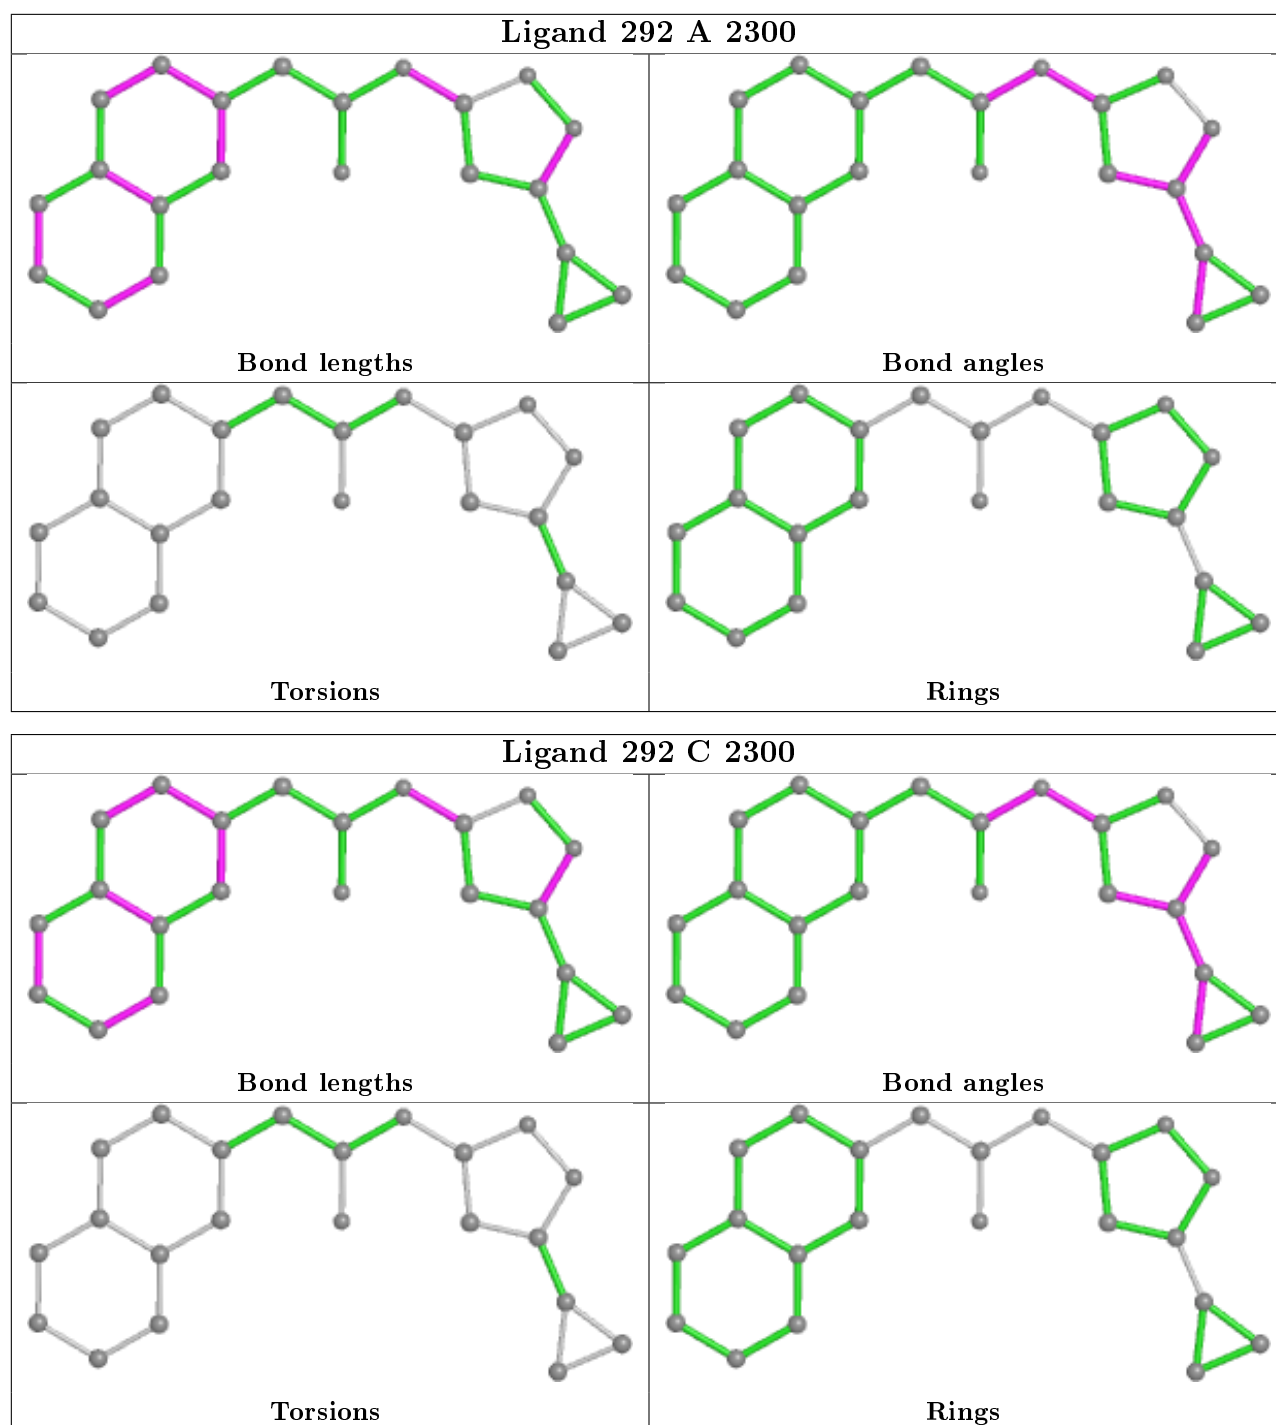 Ligand 292 A 2300
Bond lengths
Bond angles
Torsions
Rings
Ligand 292 C 2300
Bond lengths
Bond angles
Torsions
Rings